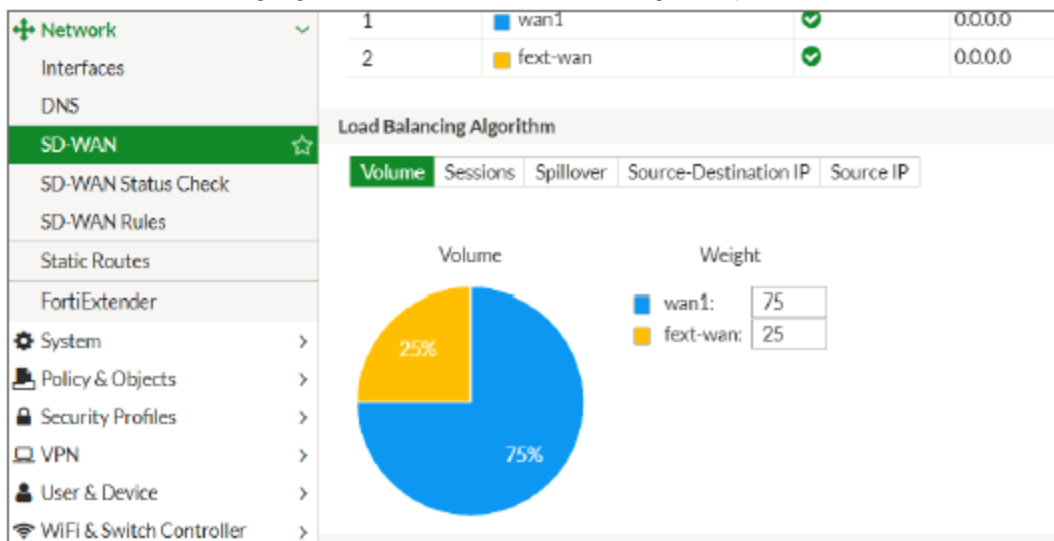 Network
1 wan1 0.0.0.0
Interfaces
2 fext-wan 0.0.0.0
DNS
Load Balancing Algorithm
SD-WAN
Volume Sessions Spillover Source-Destination IP Source IP
SD-WAN Status Check
SD-WAN Rules
Static Routes
Volume Weight
FortiExtender
wan1: 75
System
fext-wan: 25
25%
Policy & Objects
Security Profiles
VPN
75%
User & Device
WiFi & Switch Controller